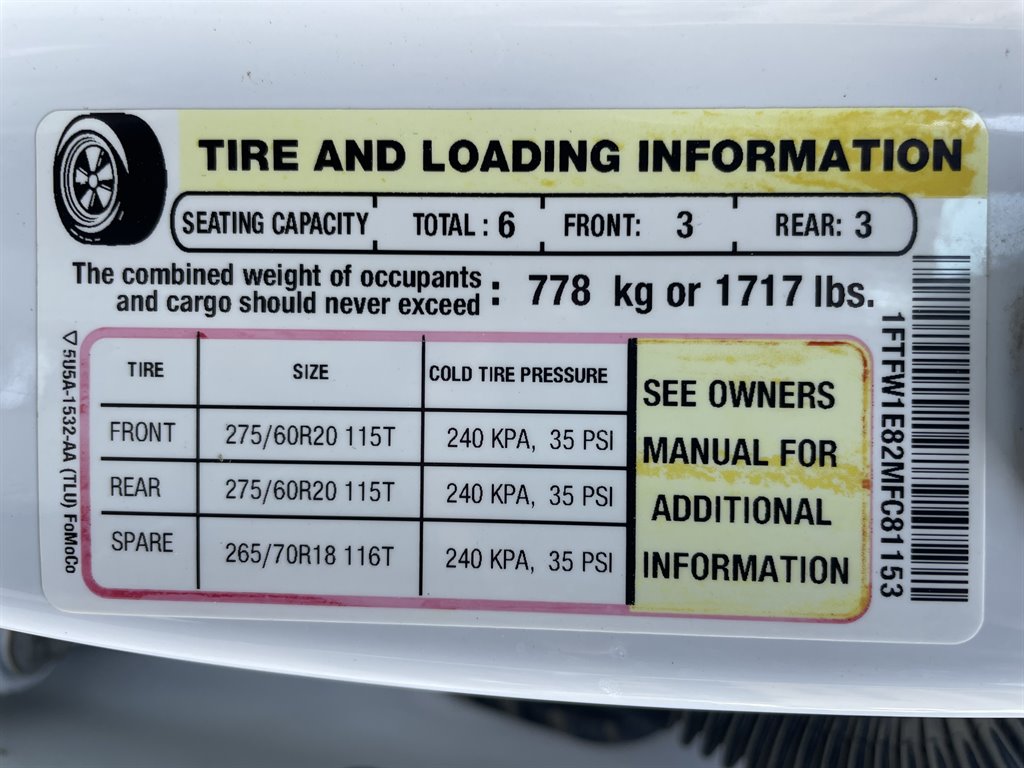 TIRE AND LOADING INFORMATION
SEATING CAPACITY TOTAL : 6 FRONT: 3 REAR: 3
The combined weight of occupants
and cargo should never exceed : 778 kg or 1717 lbs.
TIRE SIZE COLD TIRE PRESSURE
FRONT 275/60R20 115T 240 KPA, 35 PSI
REAR 275/60R20 115T 240 KPA, 35 PSI
SPARE 265/70R18 116T 240 KPA, 35 PSI
SEE OWNERS
MANUAL FOR
ADDITIONAL
INFORMATION
5U5A-1532-AA (TLU) FoMoCo
1FTFW1E82MFC81153